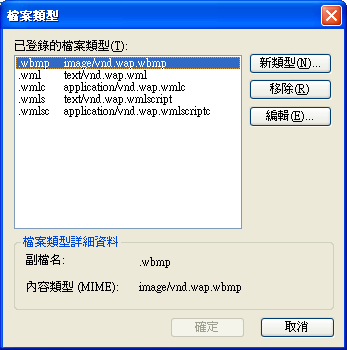 檔案類型
已登錄的檔案類型(T):
.wbmp image/vnd.wap.wbmp
.wml text/vnd.wap.wml
.wmlc application/vnd.wap.wmlc
.wmls text/vnd.wap.wmlscript
.wmlsc application/vnd.wap.wmlscriptc
新類型(N)...
移除(R)
編輯(E)...
檔案類型詳細資料
副檔名: .wbmp
內容類型 (MIME): image/vnd.wap.wbmp
確定 取消